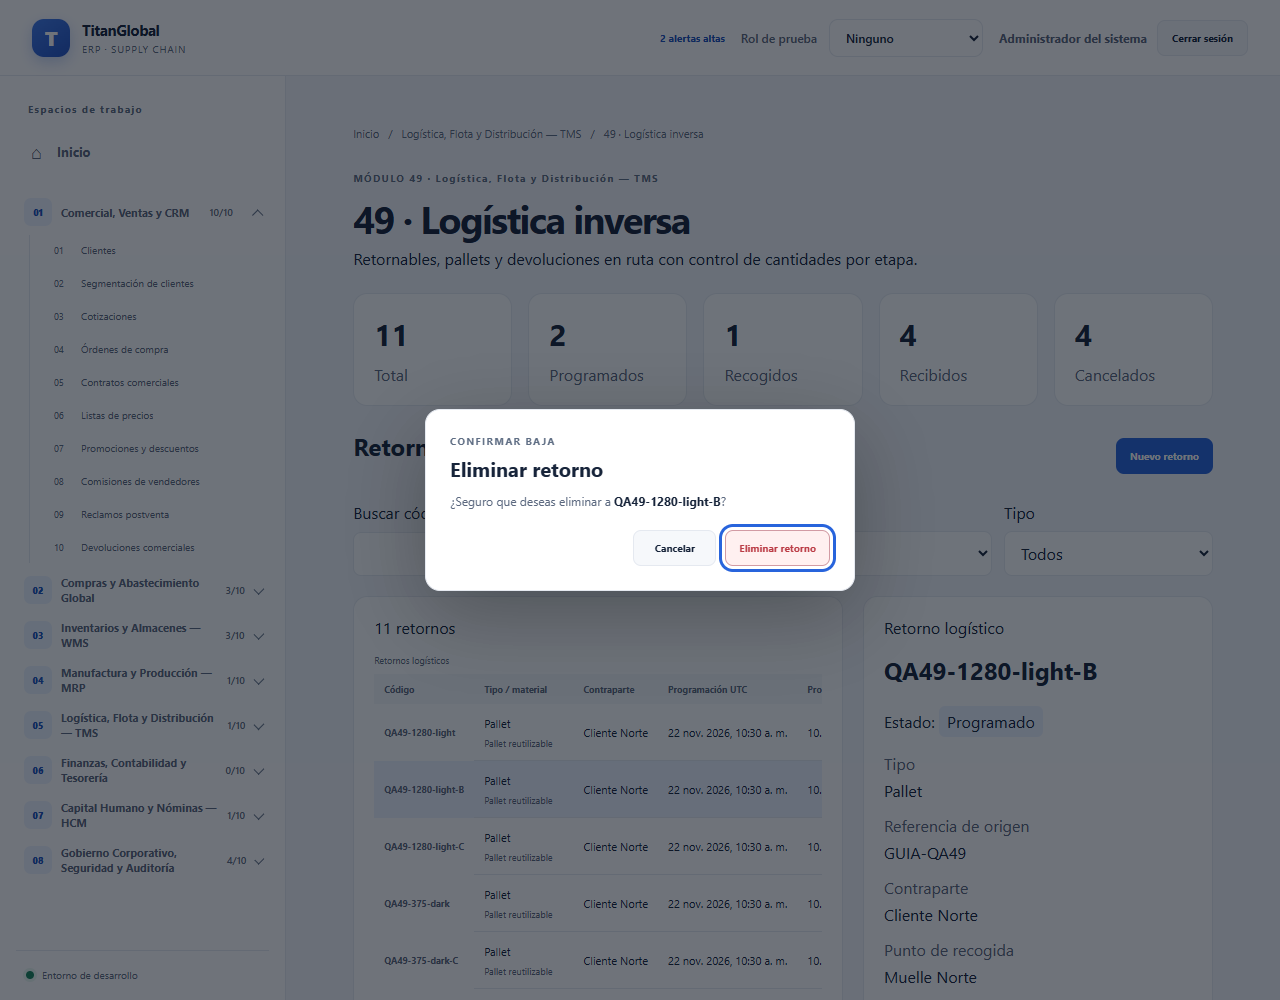 T
TitanGlobal
ERP · SUPPLY CHAIN
2 alertas altas
Rol de prueba
Ninguno
Administrador del sistema
Cerrar sesión
Espacios de trabajo
Inicio
01 Comercial, Ventas y CRM 10/10
01 Clientes
02 Segmentación de clientes
03 Cotizaciones
04 Órdenes de compra
05 Contratos comerciales
06 Listas de precios
07 Promociones y descuentos
08 Comisiones de vendedores
09 Reclamos postventa
10 Devoluciones comerciales
02 Compras y Abastecimiento Global 3/10
03 Inventarios y Almacenes — WMS 3/10
04 Manufactura y Producción — MRP 1/10
05 Logística, Flota y Distribución — TMS 1/10
06 Finanzas, Contabilidad y Tesorería 0/10
07 Capital Humano y Nóminas — HCM 1/10
08 Gobierno Corporativo, Seguridad y Auditoría 4/10
Entorno de desarrollo
Inicio / Logística, Flota y Distribución — TMS / 49 · Logística inversa
MÓDULO 49 · Logística, Flota y Distribución — TMS
49 · Logística inversa
Retornables, pallets y devoluciones en ruta con control de cantidades por etapa.
11
Total
2
Programados
1
Recogidos
4
Recibidos
4
Cancelados
Retorn
Nuevo retorno
Buscar cód
Tipo
Todos
CONFIRMAR BAJA
Eliminar retorno
¿Seguro que deseas eliminar a QA49-1280-light-B?
Cancelar
Eliminar retorno
11 retornos
Retornos logísticos
Código Tipo / material Contraparte Programación UTC Pro
QA49-1280-light Pallet Pallet reutilizable Cliente Norte 22 nov. 2026, 10:30 a. m. 10.
QA49-1280-light-B Pallet Pallet reutilizable Cliente Norte 22 nov. 2026, 10:30 a. m. 10.
QA49-1280-light-C Pallet Pallet reutilizable Cliente Norte 22 nov. 2026, 10:30 a. m. 10.
QA49-375-dark Pallet Pallet reutilizable Cliente Norte 22 nov. 2026, 10:30 a. m. 10.
QA49-375-dark-C Pallet Pallet reutilizable Cliente Norte 22 nov. 2026, 10:30 a. m. 10.
Retorno logístico
QA49-1280-light-B
Estado: Programado
Tipo
Pallet
Referencia de origen
GUIA-QA49
Contraparte
Cliente Norte
Punto de recogida
Muelle Norte